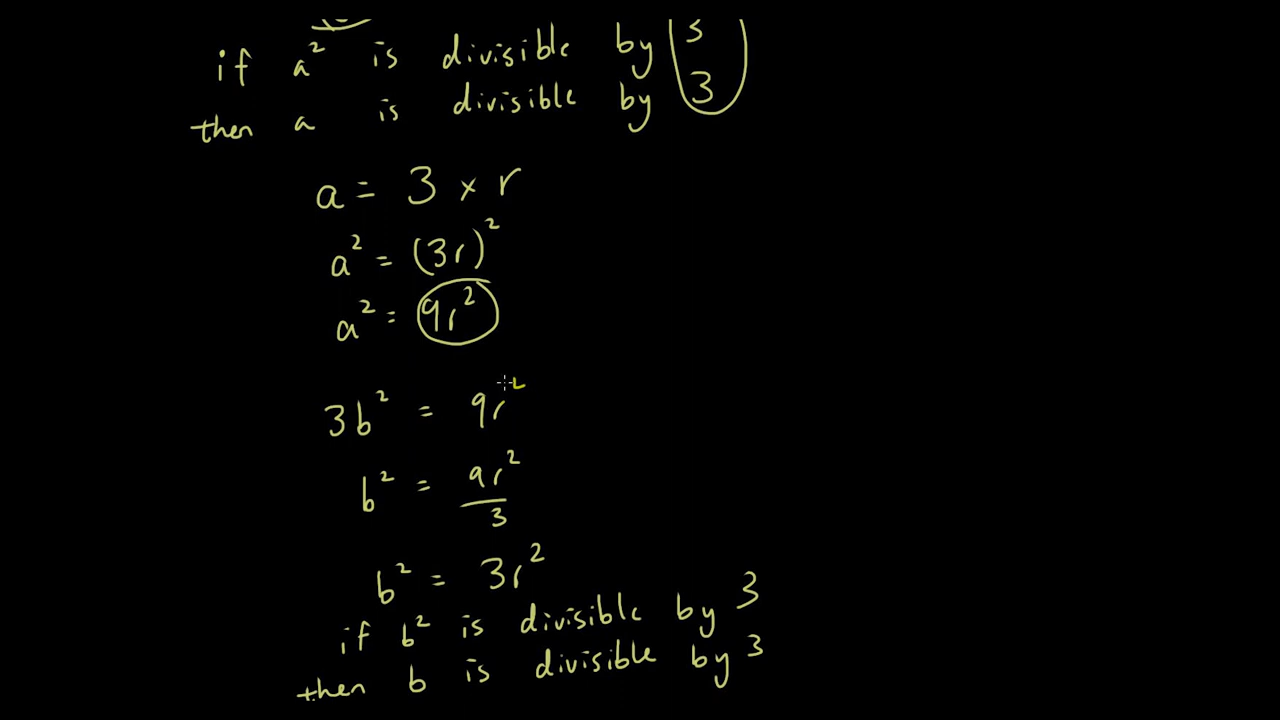 if a² is divisible by 3
then a is divisible by 3
a = 3 × r
a² = (3r)²
a² = 9r²
3b² = 9r²
b² = 9r²/3
b² = 3r²
if b² is divisible by 3
then b is divisible by 3